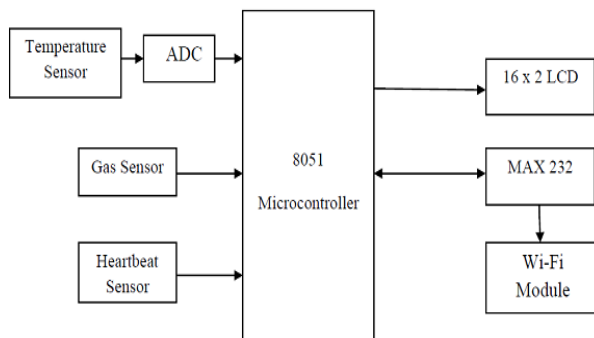 Temperature
Sensor
ADC
Gas Sensor
Heartbeat
Sensor
8051
Microcontroller
16 x 2 LCD
MAX 232
Wi-Fi
Module